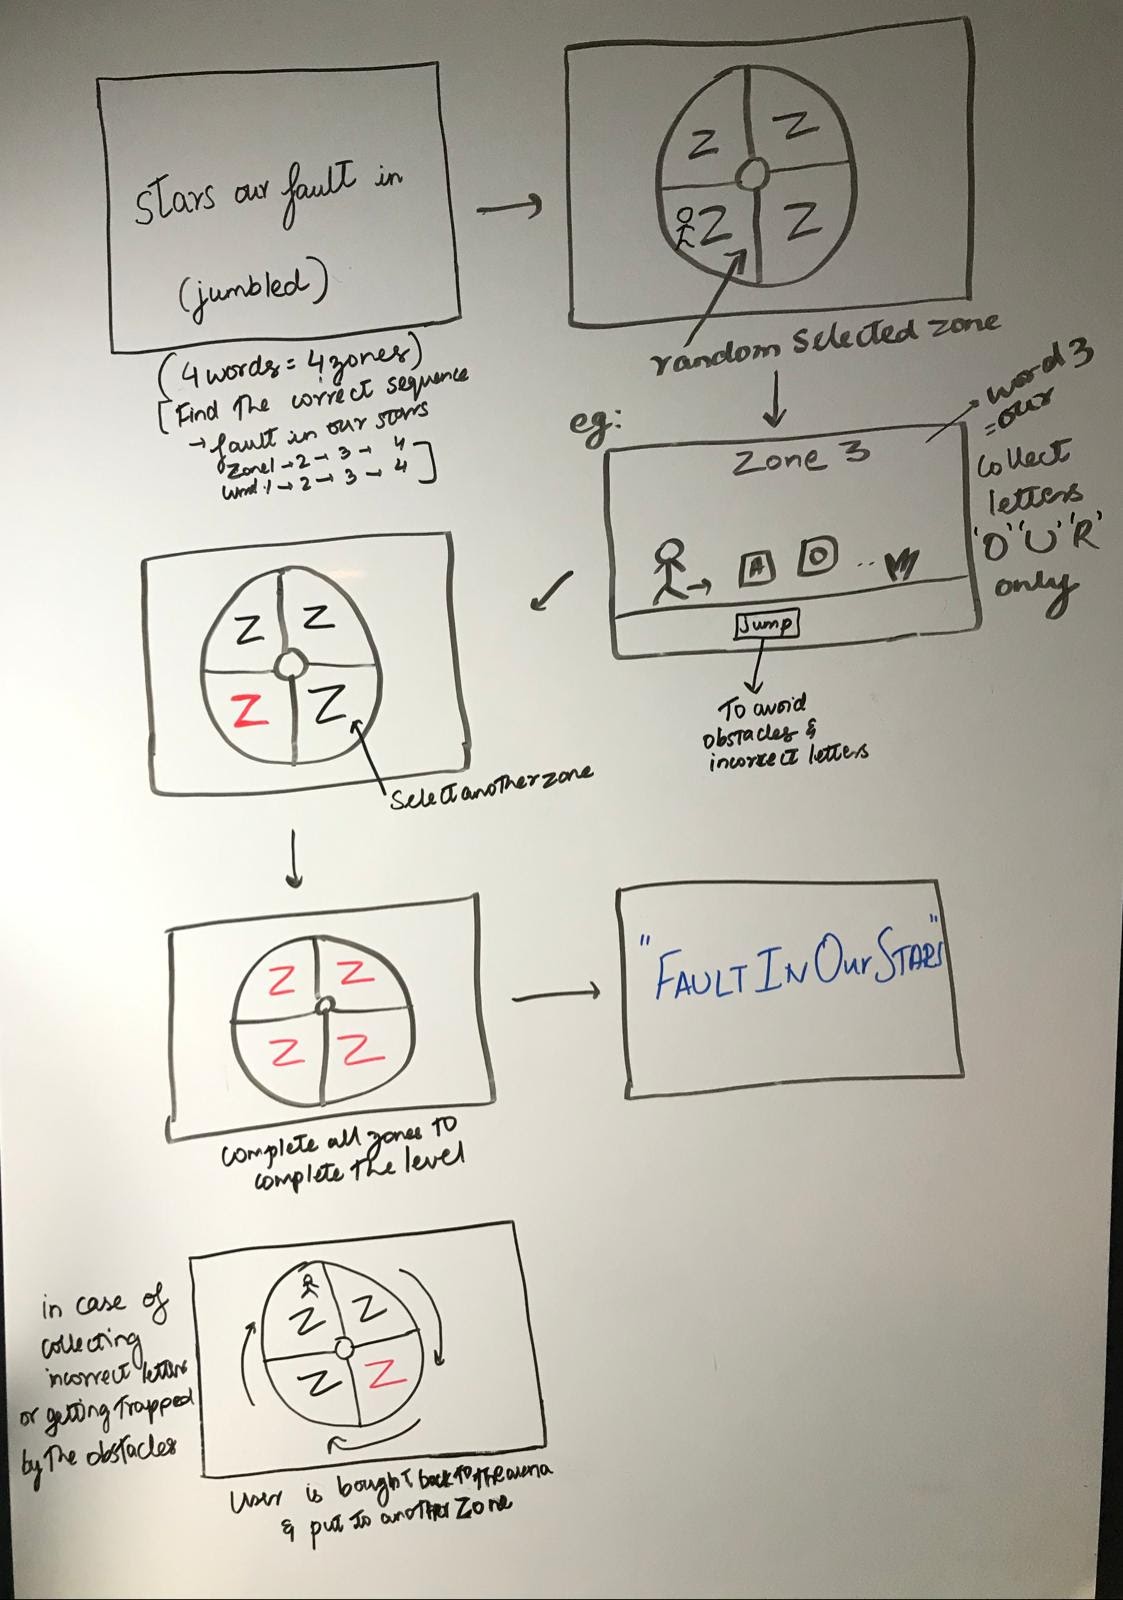 Stars our fault in
(jumbled)
(4 words = 4 zones)
[Find The correct sequence
→ fault in our stars
Zone1 → 2 → 3 → 4
Word1 → 2 → 3 → 4]
Z Z
Z Z
random selected zone
eg:
Zone 3
word 3
= our
collect
letters
'O' 'U' 'R'
only
A O ..
Jump
To avoid
obstacles &
incorrect letters
Z Z
Z Z
Select another zone
Z Z
Z Z
complete all zones to
complete the level
"FAULT IN OUr STARS"
in case of
collecting
incorrect letters
or getting Trapped
by The obstacles
Z Z
Z Z
User is bought back to the arena
& put to another Zone